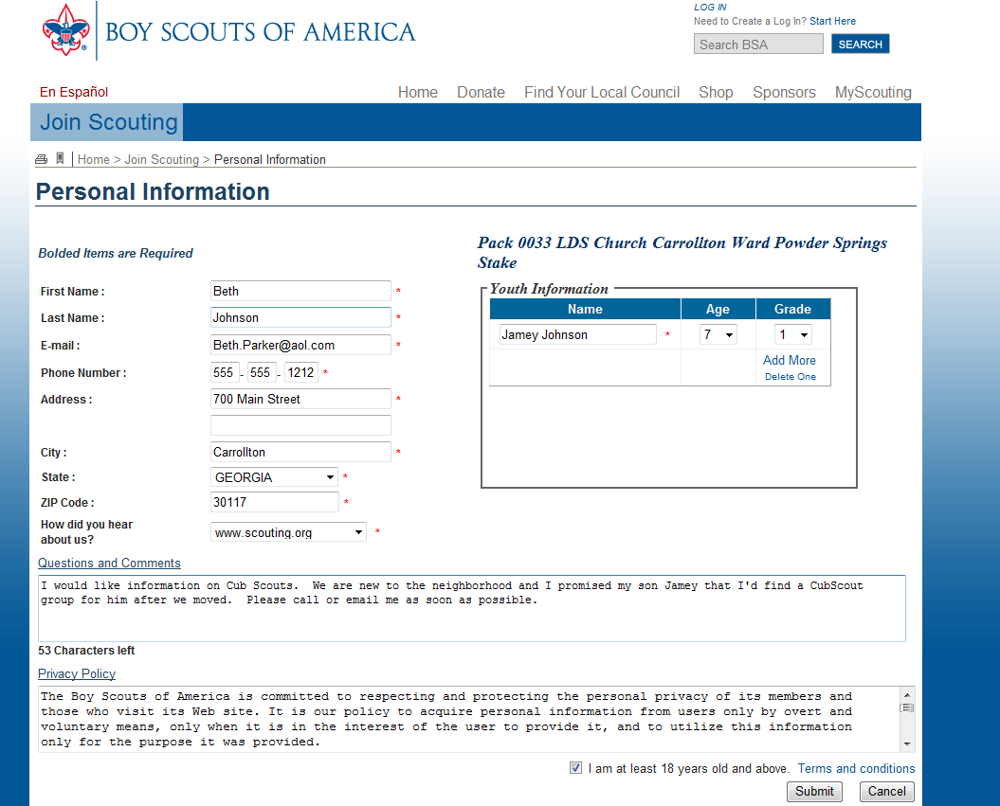 BOY SCOUTS OF AMERICA
LOG IN
Need to Create a Log In? Start Here
Search BSA
SEARCH
En Español
Home Donate Find Your Local Council Shop Sponsors MyScouting
Join Scouting
Home > Join Scouting > Personal Information
Personal Information
Bolded Items are Required
First Name : Beth *
Last Name : Johnson *
E-mail : Beth.Parker@aol.com *
Phone Number : 555 - 555 - 1212 *
Address : 700 Main Street *
City : Carrollton *
State : GEORGIA *
ZIP Code : 30117 *
How did you hear
about us? www.scouting.org *
Pack 0033 LDS Church Carrollton Ward Powder Springs
Stake
Youth Information
Name Age Grade
Jamey Johnson * 7 1
Add More
Delete One
Questions and Comments
I would like information on Cub Scouts.  We are new to the neighborhood and I promised my son Jamey that I'd find a CubScout
group for him after we moved.  Please call or email me as soon as possible.
53 Characters left
Privacy Policy
The Boy Scouts of America is committed to respecting and protecting the personal privacy of its members and
those who visit its Web site. It is our policy to acquire personal information from users only by overt and
voluntary means, only when it is in the interest of the user to provide it, and to utilize this information
only for the purpose it was provided.
I am at least 18 years old and above. Terms and conditions
Submit Cancel